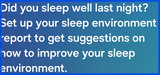 Did you sleep well last night?
Set up your sleep environment
report to get suggestions on
how to improve your sleep
environment.